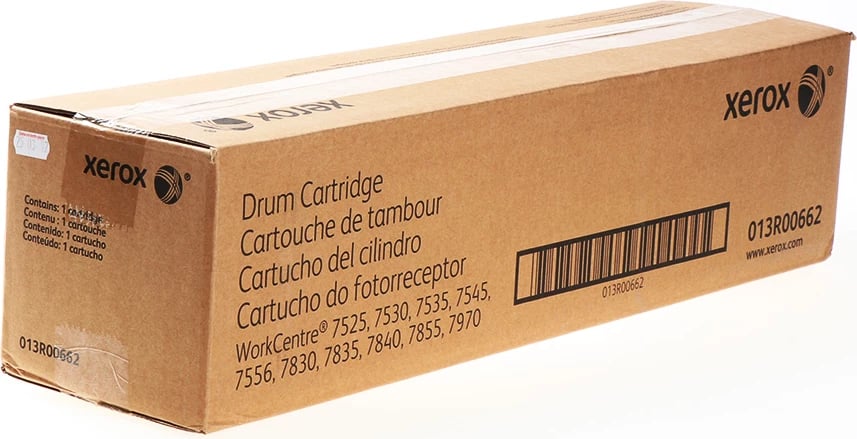 xerox
xerox
Contains: 1 cartridge
Contenu : 1 cartouche
Contenido: 1 cartucho
Conteúdo: 1 cartucho
013R00662
Drum Cartridge
Cartouche de tambour
Cartucho del cilindro
Cartucho do fotorreceptor
WorkCentre® 7525, 7530, 7535, 7545,
7556, 7830, 7835, 7840, 7855, 7970
013R00662
xerox
013R00662
www.xerox.com